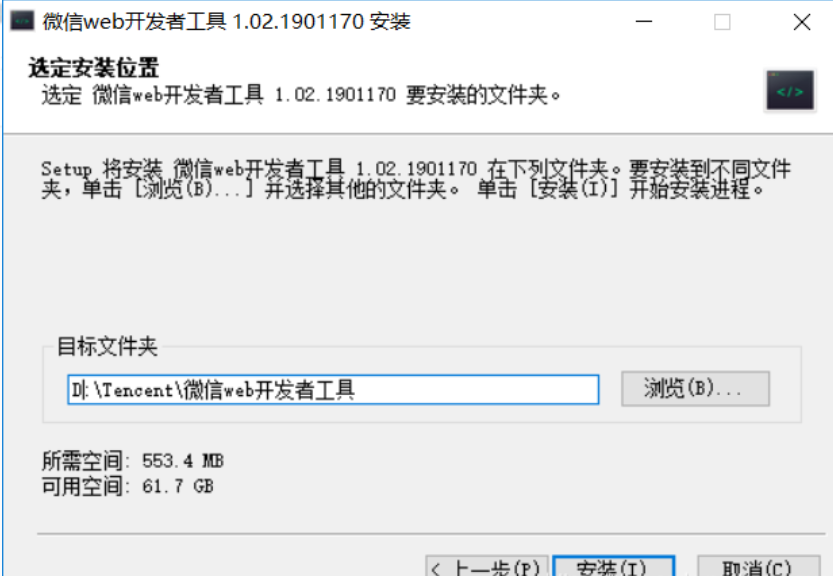 微信web开发者工具 1.02.1901170 安装
选定安装位置
选定 微信web开发者工具 1.02.1901170 要安装的文件夹。
</>
Setup 将安装 微信web开发者工具 1.02.1901170 在下列文件夹。要安装到不同文件
夹，单击 [浏览(B)...] 并选择其他的文件夹。 单击 [安装(I)] 开始安装进程。
目标文件夹
D:\Tencent\微信web开发者工具
浏览(B)...
所需空间: 553.4 MB
可用空间: 61.7 GB
< 上一步(P) 安装(I) 取消(C)